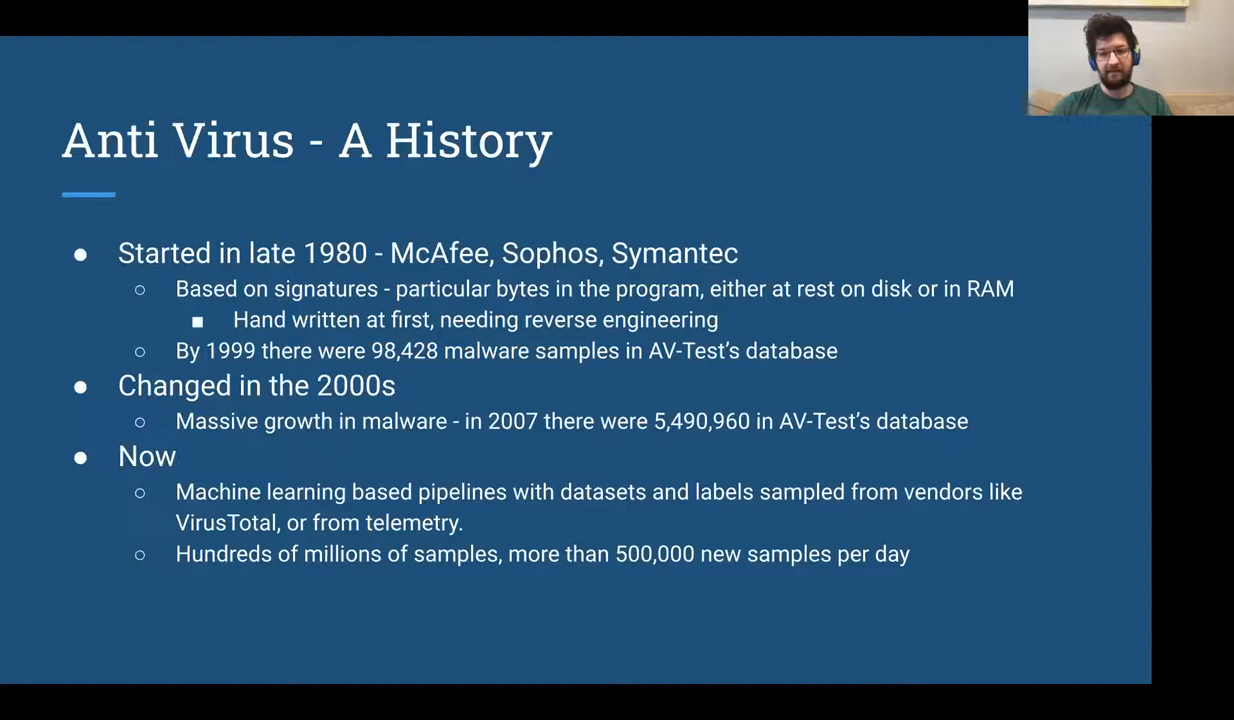 Anti Virus - A History
● Started in late 1980 - McAfee, Sophos, Symantec
○ Based on signatures - particular bytes in the program, either at rest on disk or in RAM
■ Hand written at first, needing reverse engineering
○ By 1999 there were 98,428 malware samples in AV-Test's database
● Changed in the 2000s
○ Massive growth in malware - in 2007 there were 5,490,960 in AV-Test's database
● Now
○ Machine learning based pipelines with datasets and labels sampled from vendors like
VirusTotal, or from telemetry.
○ Hundreds of millions of samples, more than 500,000 new samples per day